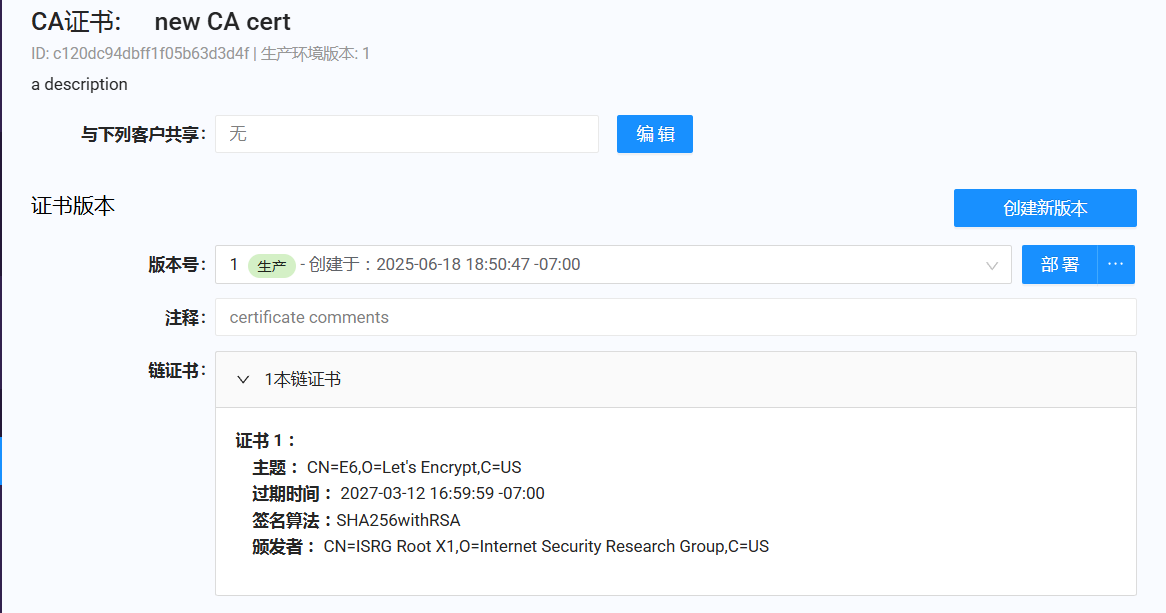 CA证书: new CA cert
ID: c120dc94dbff1f05b63d3d4f | 生产环境版本: 1
a description
与下列客户共享: 无 编 辑
证书版本 创建新版本
版本号: 1 生产 - 创建于：2025-06-18 18:50:47 -07:00 部 署 ···
注释: certificate comments
链证书: 1本链证书
证书 1：
主题： CN=E6,O=Let's Encrypt,C=US
过期时间： 2027-03-12 16:59:59 -07:00
签名算法：SHA256withRSA
颁发者： CN=ISRG Root X1,O=Internet Security Research Group,C=US